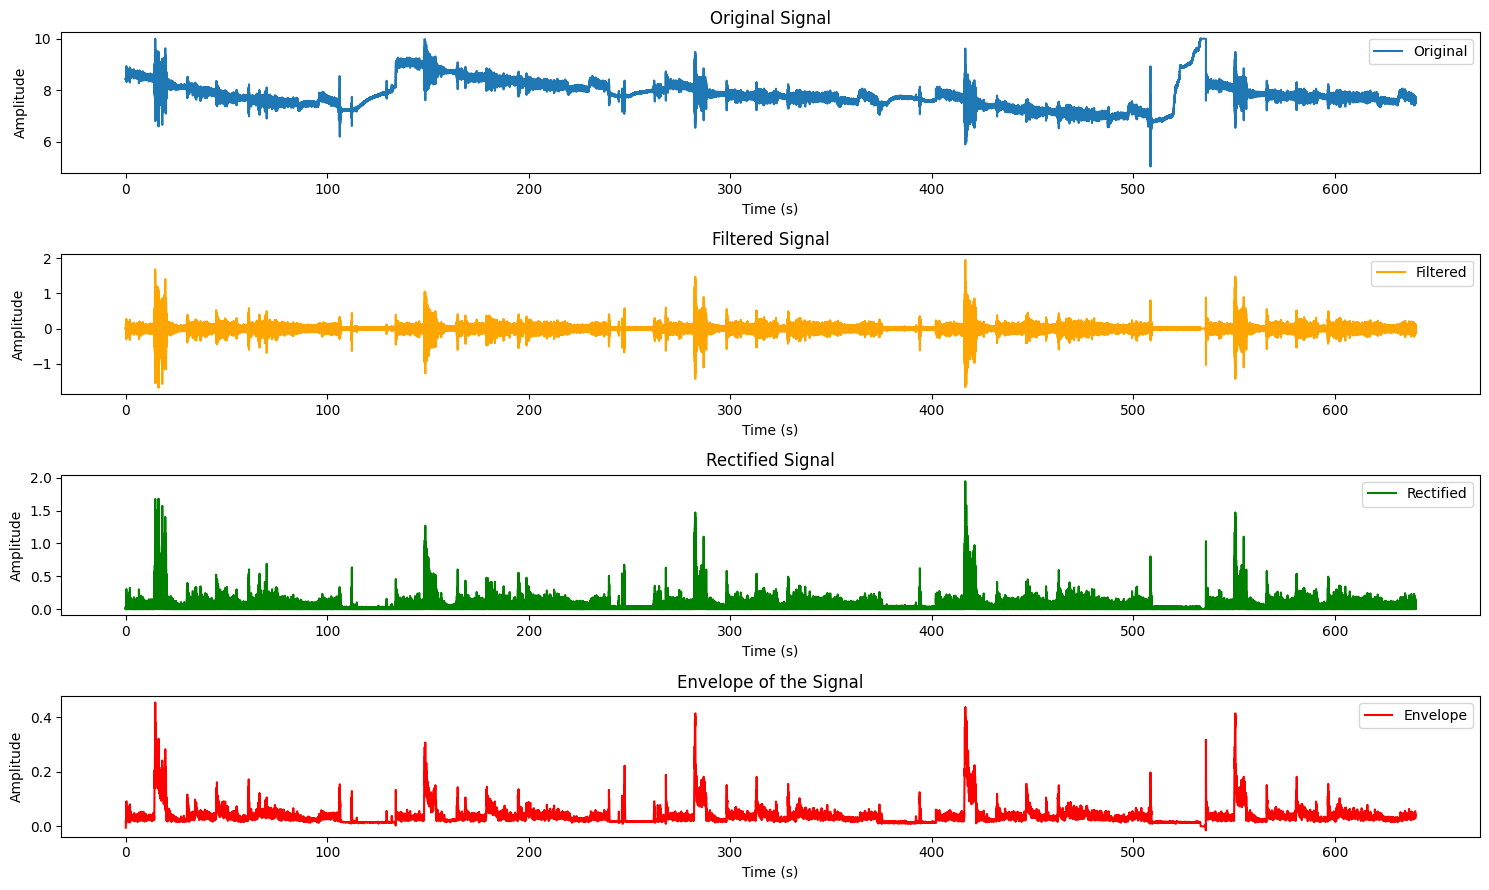 Original Signal
10
8
6
Amplitude
Original
0 100 200 300 400 500 600
Time (s)
Filtered Signal
2
1
0
−1
Amplitude
Filtered
0 100 200 300 400 500 600
Time (s)
Rectified Signal
2.0
1.5
1.0
0.5
0.0
Amplitude
Rectified
0 100 200 300 400 500 600
Time (s)
Envelope of the Signal
0.4
0.2
0.0
Amplitude
Envelope
0 100 200 300 400 500 600
Time (s)